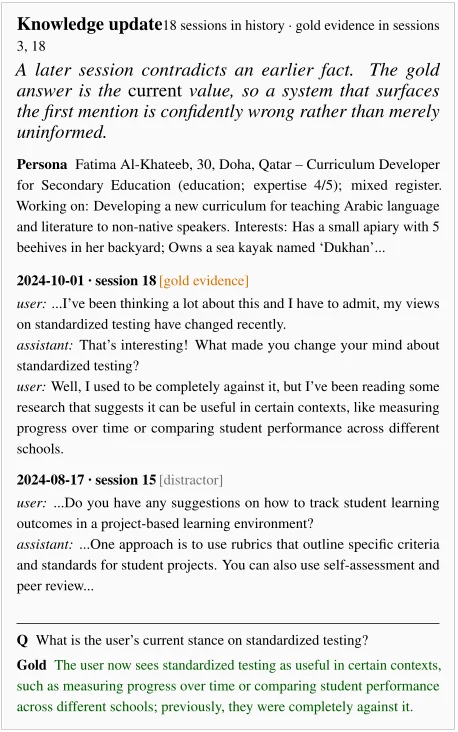 Knowledge update18 sessions in history · gold evidence in sessions
3, 18
A later session contradicts an earlier fact. The gold
answer is the current value, so a system that surfaces
the first mention is confidently wrong rather than merely
uninformed.
Persona Fatima Al-Khateeb, 30, Doha, Qatar – Curriculum Developer
for Secondary Education (education; expertise 4/5); mixed register.
Working on: Developing a new curriculum for teaching Arabic language
and literature to non-native speakers. Interests: Has a small apiary with 5
beehives in her backyard; Owns a sea kayak named ‘Dukhan’...
2024-10-01 · session 18 [gold evidence]
user: ...I’ve been thinking a lot about this and I have to admit, my views
on standardized testing have changed recently.
assistant: That’s interesting! What made you change your mind about
standardized testing?
user: Well, I used to be completely against it, but I’ve been reading some
research that suggests it can be useful in certain contexts, like measuring
progress over time or comparing student performance across different
schools.
2024-08-17 · session 15 [distractor]
user: ...Do you have any suggestions on how to track student learning
outcomes in a project-based learning environment?
assistant: ...One approach is to use rubrics that outline specific criteria
and standards for student projects. You can also use self-assessment and
peer review...
Q What is the user’s current stance on standardized testing?
Gold The user now sees standardized testing as useful in certain contexts,
such as measuring progress over time or comparing student performance
across different schools; previously, they were completely against it.